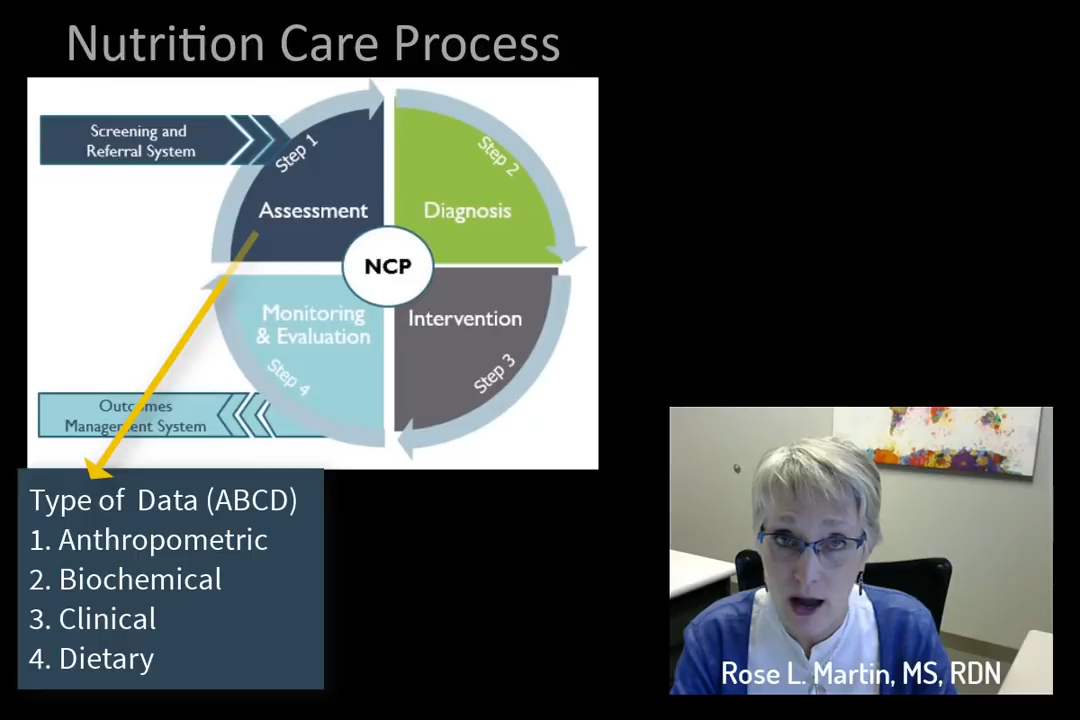 Nutrition Care Process
Screening and
Referral System
Step 1
Assessment
Step 2
Diagnosis
NCP
Monitoring
& Evaluation
Step 4
Intervention
Step 3
Outcomes
Management System
Type of Data (ABCD)
1. Anthropometric
2. Biochemical
3. Clinical
4. Dietary
Rose L. Martin, MS, RDN